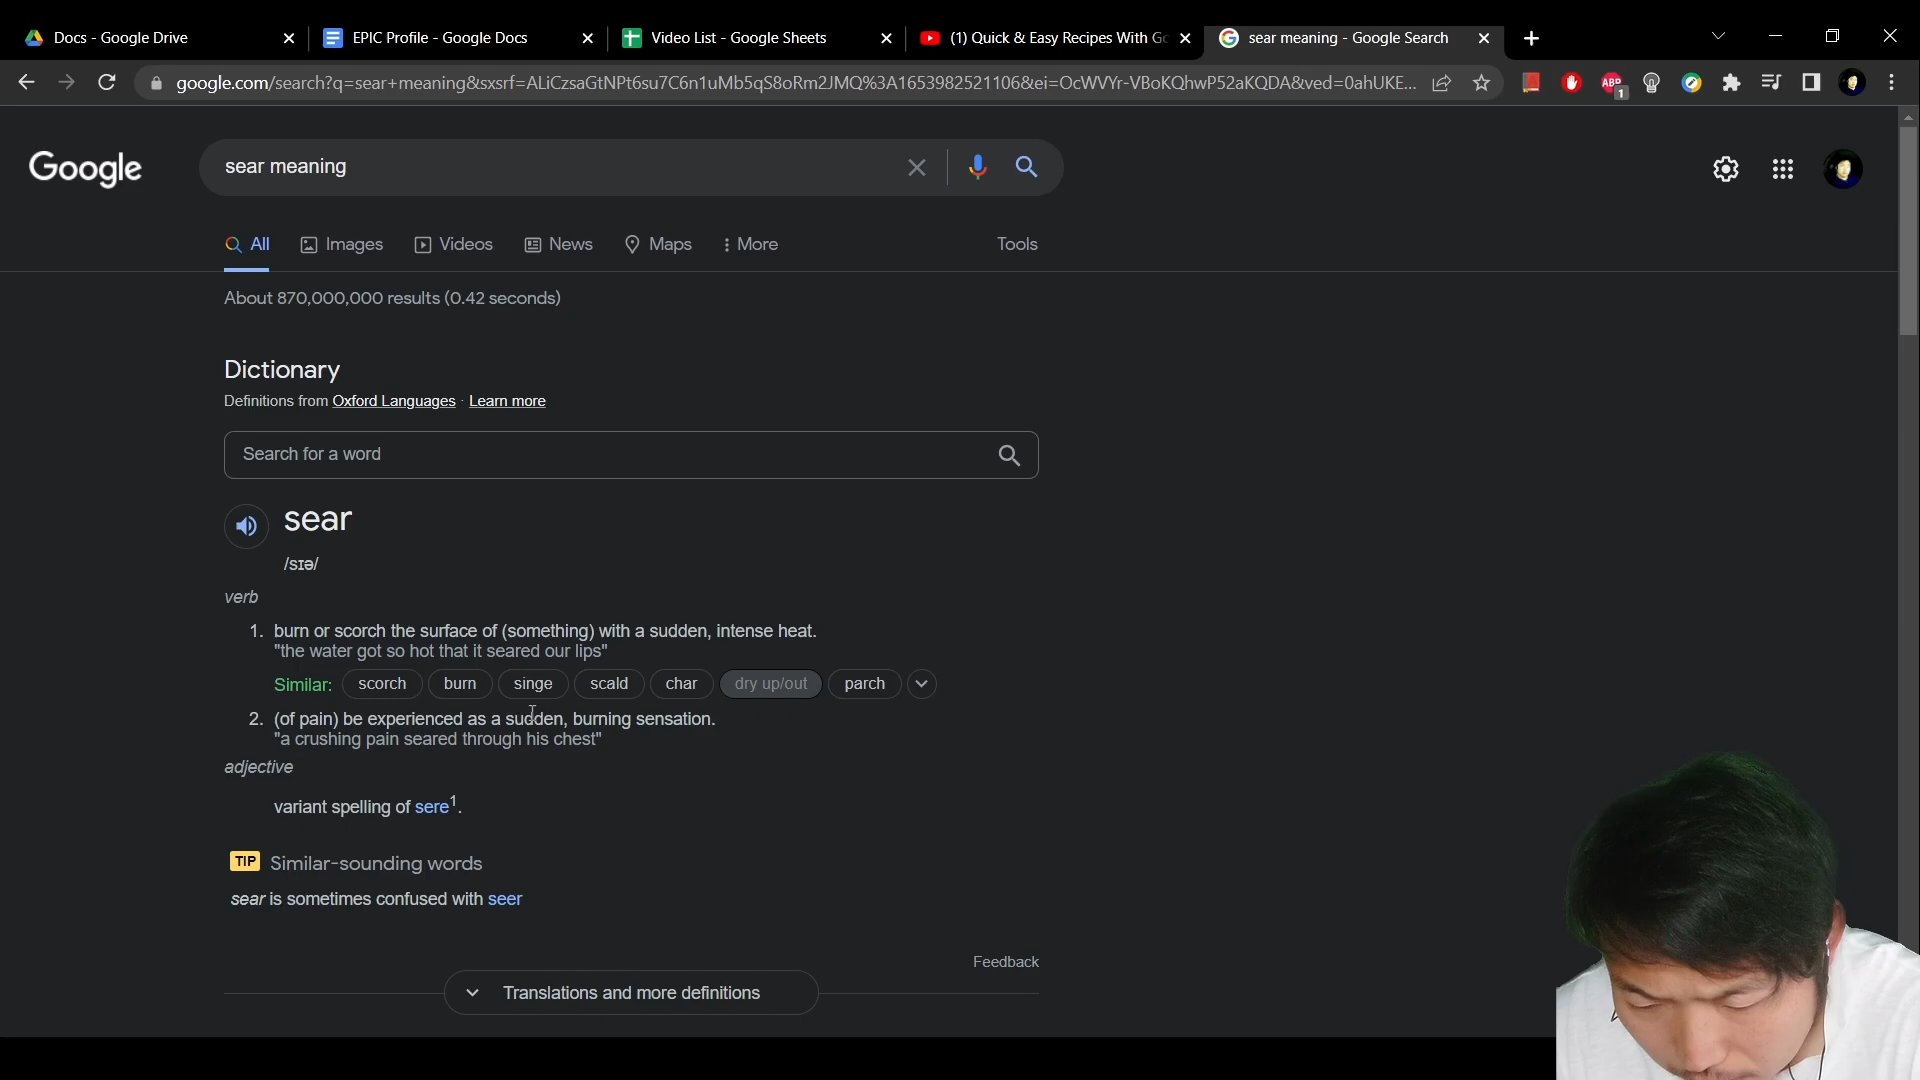 Docs - Google Drive
EPIC Profile - Google Docs
Video List - Google Sheets
(1) Quick & Easy Recipes With Go
sear meaning - Google Search
google.com/search?q=sear+meaning&sxsrf=ALiCzsaGtNPt6su7C6n1uMb5qS8oRm2JMQ%3A1653982521106&ei=OcWVYr-VBoKQhwP52aKQDA&ved=0ahUKE...
ABP
1
Google
sear meaning
All
Images
Videos
News
Maps
More
Tools
About 870,000,000 results (0.42 seconds)
Dictionary
Definitions from Oxford Languages · Learn more
Search for a word
sear
/sɪə/
verb
1. burn or scorch the surface of (something) with a sudden, intense heat.
"the water got so hot that it seared our lips"
Similar: scorch burn singe scald char dry up/out parch
2. (of pain) be experienced as a sudden, burning sensation.
"a crushing pain seared through his chest"
adjective
variant spelling of sere¹.
TIP Similar-sounding words
sear is sometimes confused with seer
Feedback
Translations and more definitions